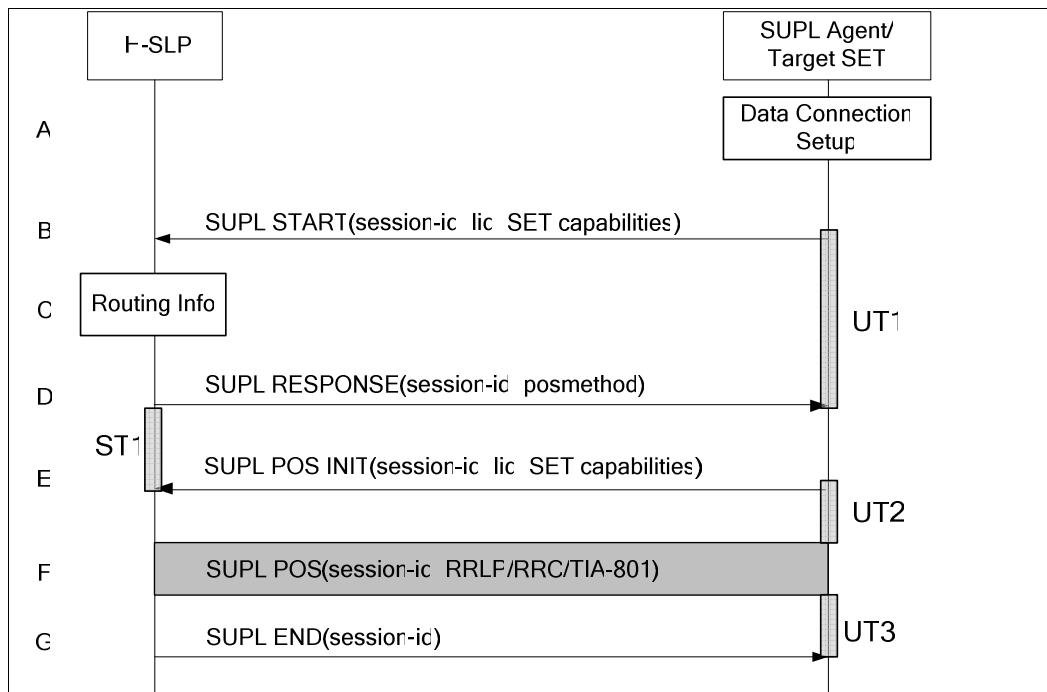 H-SLP
SUPL Agent/
Target SET
A
Data Connection
Setup
B
SUPL START(session-id lid SET capabilities)
C
Routing Info
UT1
D
SUPL RESPONSE(session-id posmethod)
ST1
E
SUPL POS INIT(session-id lid SET capabilities)
UT2
F
SUPL POS(session-id RRLP/RRC/TIA-801)
G
SUPL END(session-id)
UT3